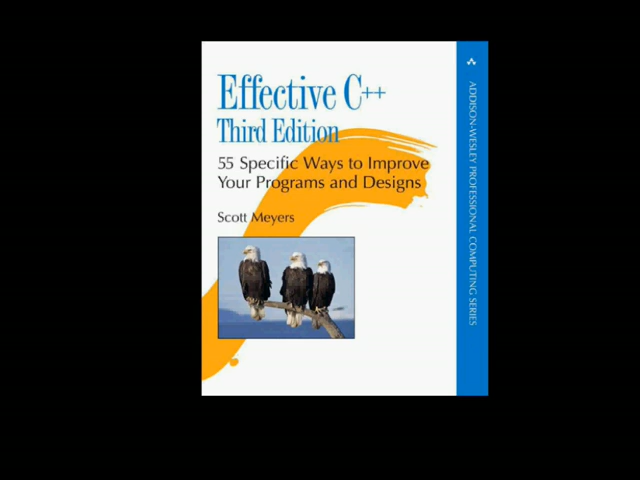 Effective C++
Third Edition
55 Specific Ways to Improve
Your Programs and Designs
Scott Meyers
ADDISON-WESLEY PROFESSIONAL COMPUTING SERIES